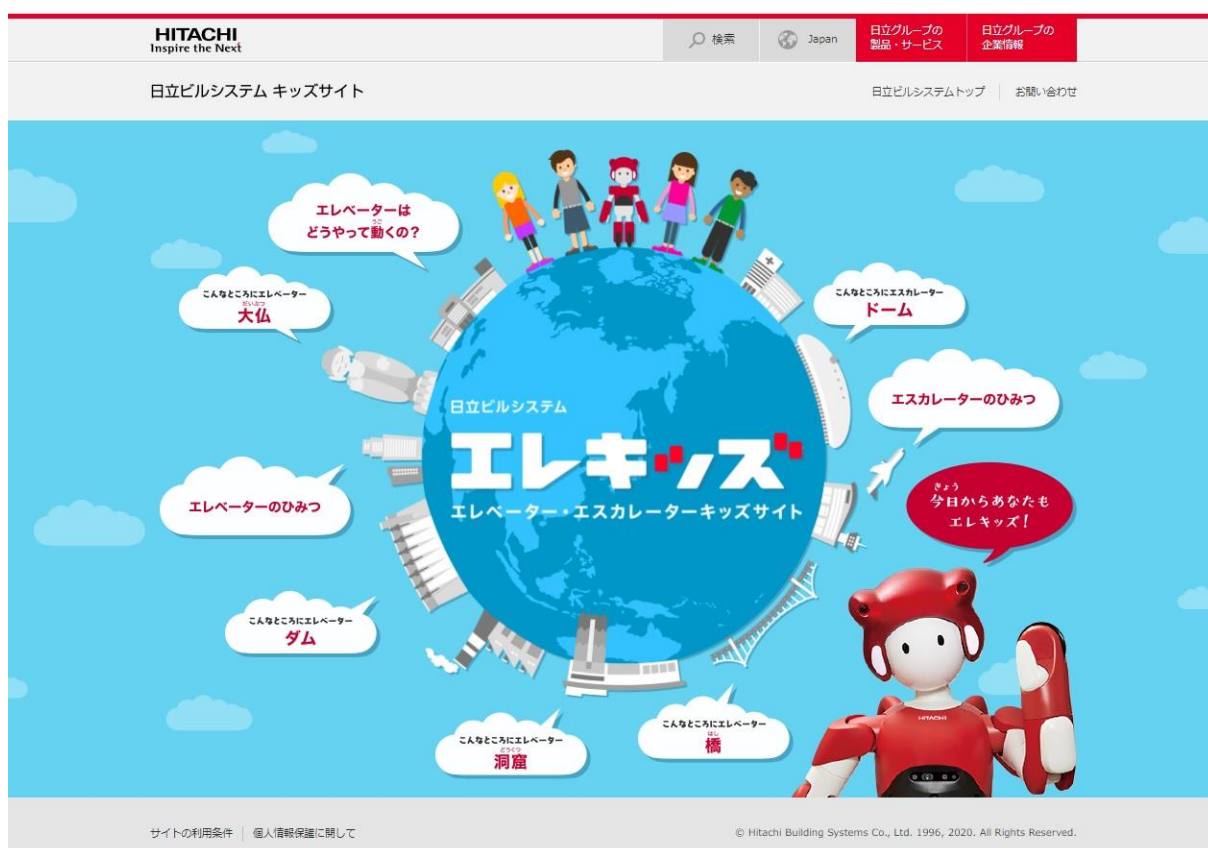 HITACHI
Inspire the Next
検索
Japan
日立グループの
製品・サービス
日立グループの
企業情報
日立ビルシステム キッズサイト
日立ビルシステムトップ
お問い合わせ
エレベーターは
うご
どうやって動くの?
こんなところにエレベーター
だいぶつ
大仏
こんなところにエスカレーター
ドーム
エスカレーターのひみつ
日立ビルシステム
エレキッズ
エレベーター・エスカレーターキッズサイト
エレベーターのひみつ
きょう
今日からあなたも
エレキッズ!
こんなところにエレベーター
ダム
こんなところにエレベーター
どうくつ
洞窟
こんなところにエレベーター
はし
橋
HITACHI
サイトの利用条件
個人情報保護に関して
© Hitachi Building Systems Co., Ltd. 1996, 2020. All Rights Reserved.